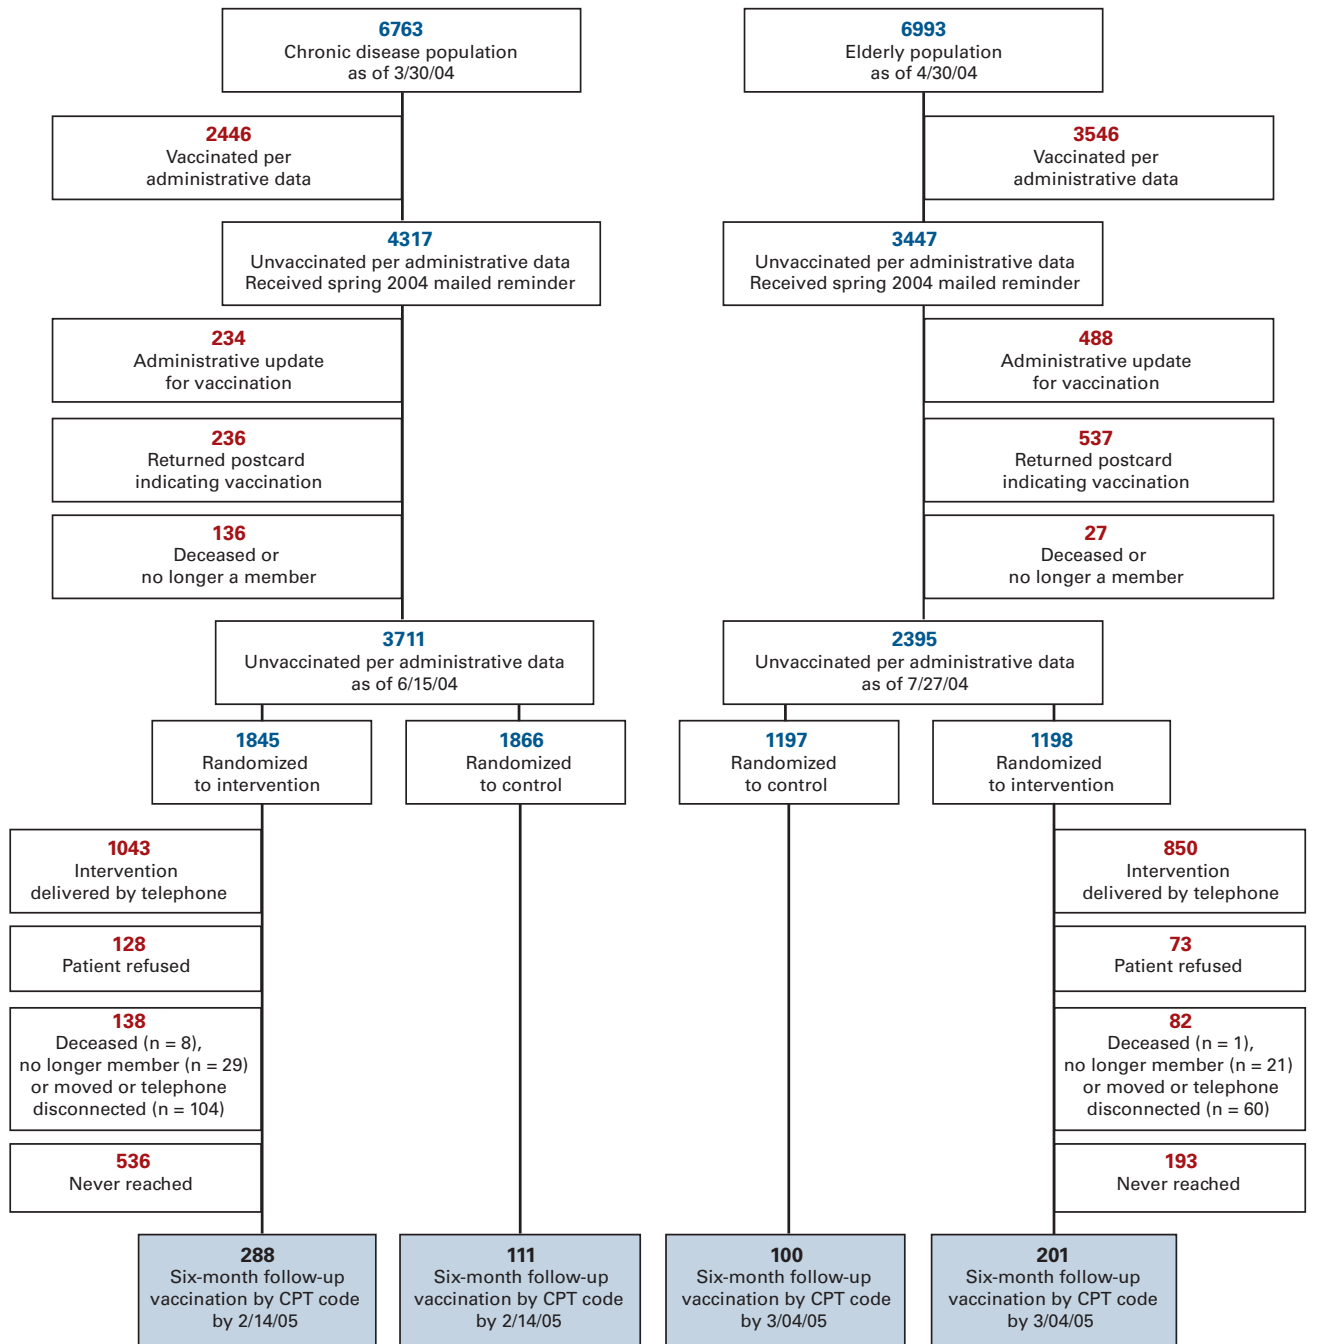 6763
Chronic disease population
as of 3/30/04
6993
Elderly population
as of 4/30/04
2446
Vaccinated per
administrative data
3546
Vaccinated per
administrative data
4317
Unvaccinated per administrative data
Received spring 2004 mailed reminder
3447
Unvaccinated per administrative data
Received spring 2004 mailed reminder
234
Administrative update
for vaccination
488
Administrative update
for vaccination
236
Returned postcard
indicating vaccination
537
Returned postcard
indicating vaccination
136
Deceased or
no longer a member
27
Deceased or
no longer a member
3711
Unvaccinated per administrative data
as of 6/15/04
2395
Unvaccinated per administrative data
as of 7/27/04
1845
Randomized
to intervention
1866
Randomized
to control
1197
Randomized
to control
1198
Randomized
to intervention
1043
Intervention
delivered by telephone
850
Intervention
delivered by telephone
128
Patient refused
73
Patient refused
138
Deceased (n = 8),
no longer member (n = 29)
or moved or telephone
disconnected (n = 104)
82
Deceased (n = 1),
no longer member (n = 21)
or moved or telephone
disconnected (n = 60)
536
Never reached
193
Never reached
288
Six-month follow-up
vaccination by CPT code
by 2/14/05
111
Six-month follow-up
vaccination by CPT code
by 2/14/05
100
Six-month follow-up
vaccination by CPT code
by 3/04/05
201
Six-month follow-up
vaccination by CPT code
by 3/04/05